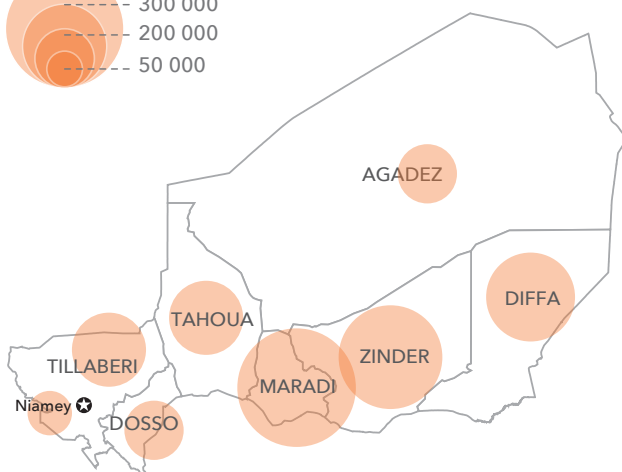 300 000
200 000
50 000
AGADEZ
DIFFA
TAHOUA
ZINDER
TILLABERI
MARADI
Niamey
DOSSO